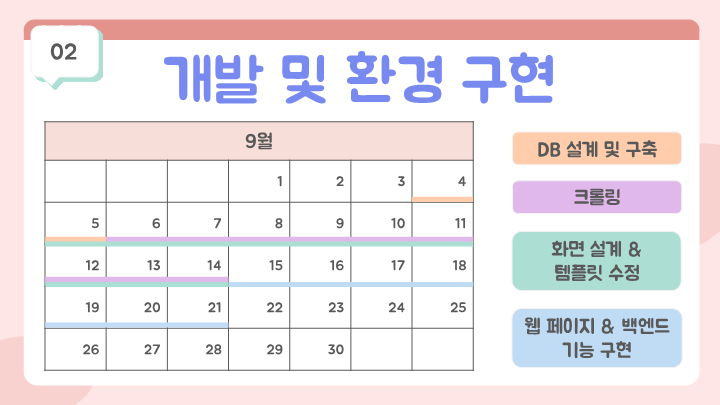 02
개발 및 환경 구현
9월
1 2 3 4
5 6 7 8 9 10 11
12 13 14 15 16 17 18
19 20 21 22 23 24 25
26 27 28 29 30
DB 설계 및 구축
크롤링
화면 설계 &
템플릿 수정
웹 페이지 & 백엔드
기능 구현